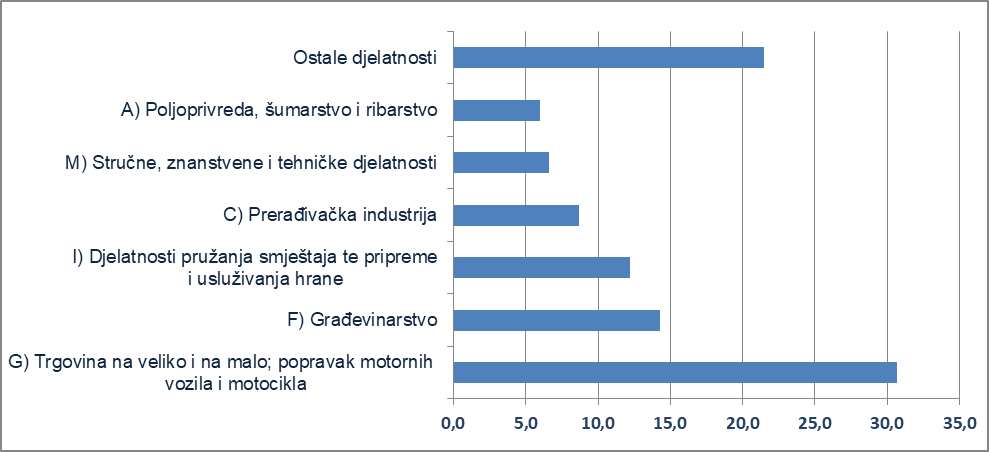 Ostale djelatnosti
A) Poljoprivreda, šumarstvo i ribarstvo
M) Stručne, znanstvene i tehničke djelatnosti
C) Prerađivačka industrija
I) Djelatnosti pružanja smještaja te pripreme
i usluživanja hrane
F) Građevinarstvo
G) Trgovina na veliko i na malo; popravak motornih
vozila i motocikla
0,0 5,0 10,0 15,0 20,0 25,0 30,0 35,0